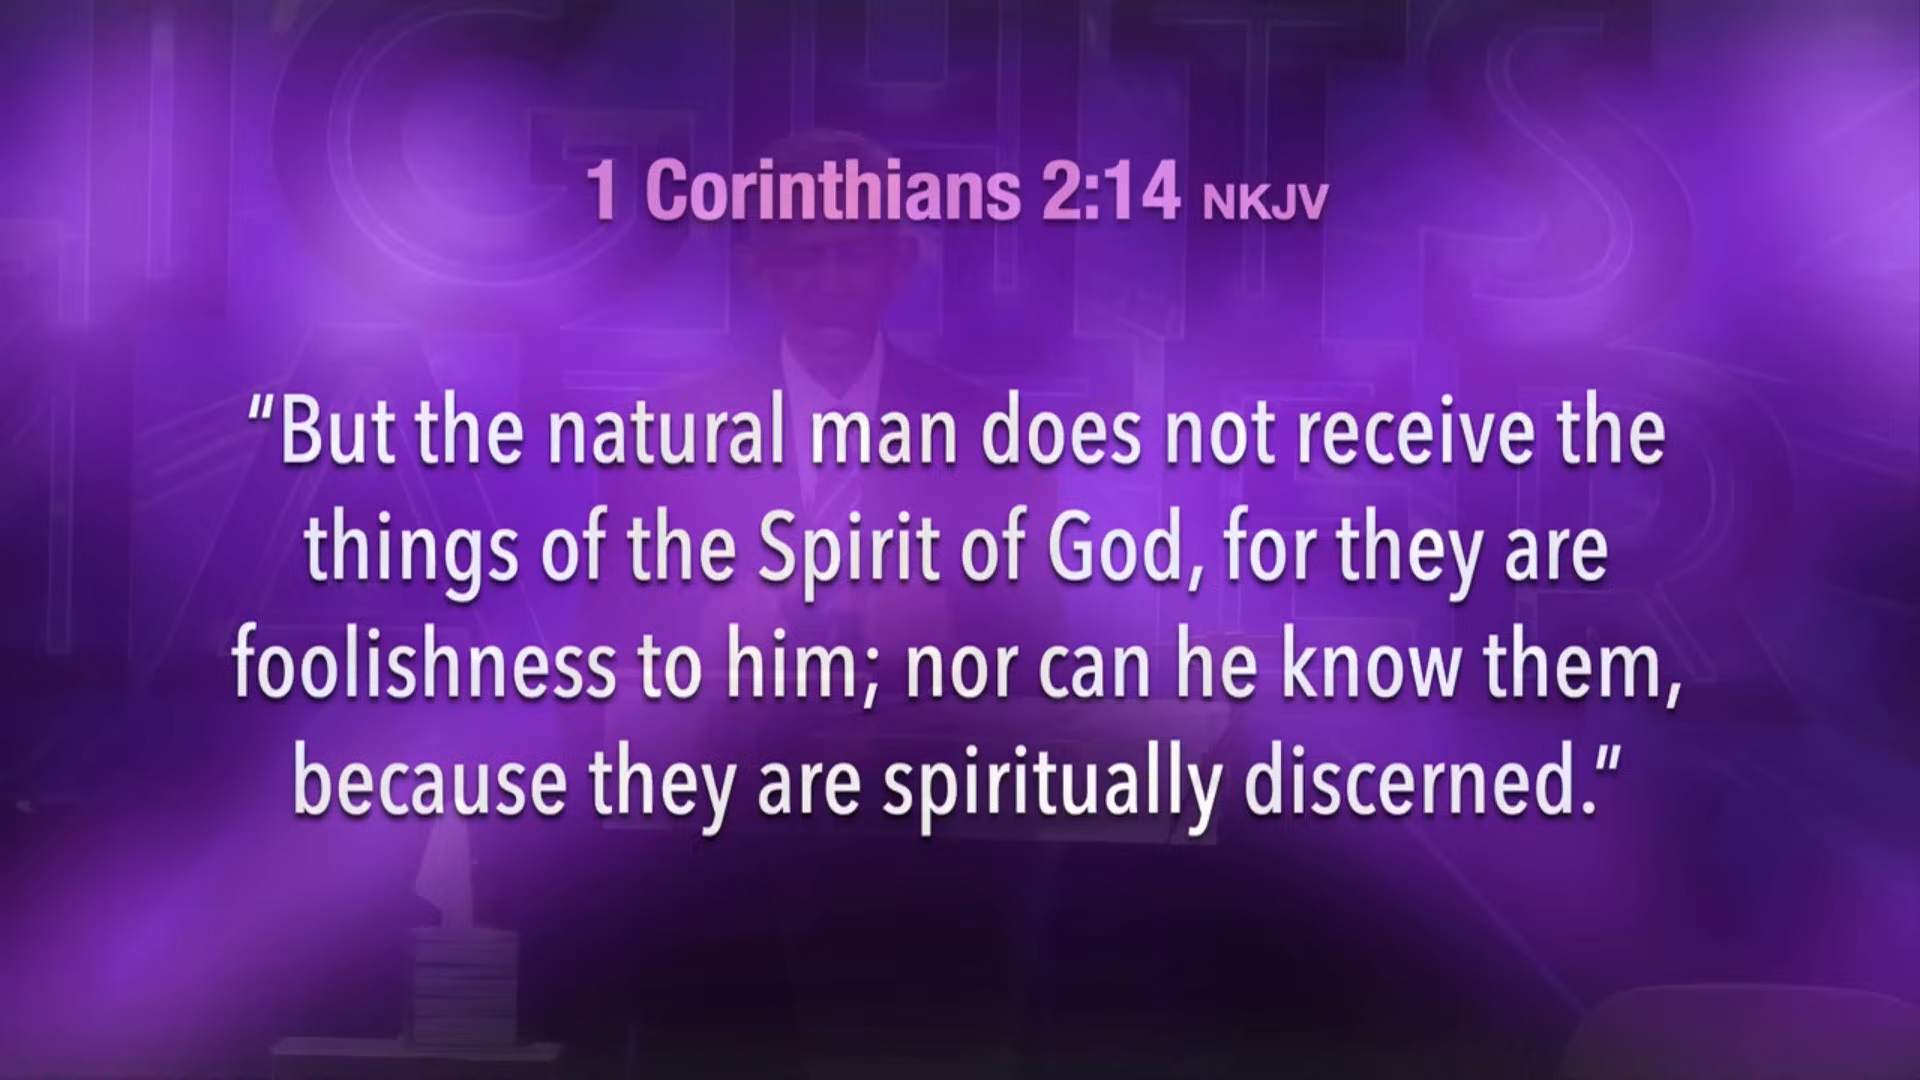 1 Corinthians 2:14 NKJV
“But the natural man does not receive the
things of the Spirit of God, for they are
foolishness to him; nor can he know them,
because they are spiritually discerned.”